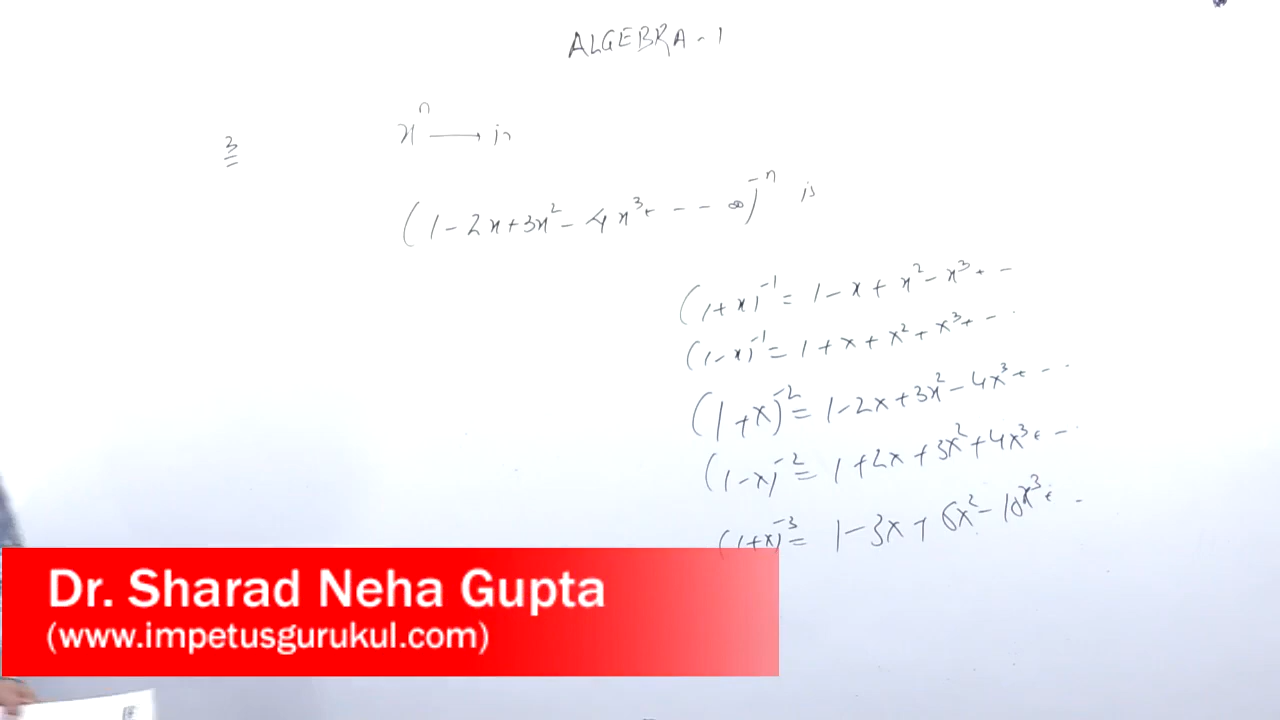 ALGEBRA - 1
3
xⁿ → in
(1 - 2x + 3x² - 4x³ + - - ∞)⁻ⁿ is
(1+x)⁻¹ = 1 - x + x² - x³ + -
(1-x)⁻¹ = 1 + x + x² + x³ + - .
(1+x)⁻² = 1 - 2x + 3x² - 4x³ + - ..
(1-x)⁻² = 1 + 2x + 3x² + 4x³ + - .
(1+x)⁻³ = 1 - 3x + 6x² - 10x³ + .
Dr. Sharad Neha Gupta
(www.impetusgurukul.com)